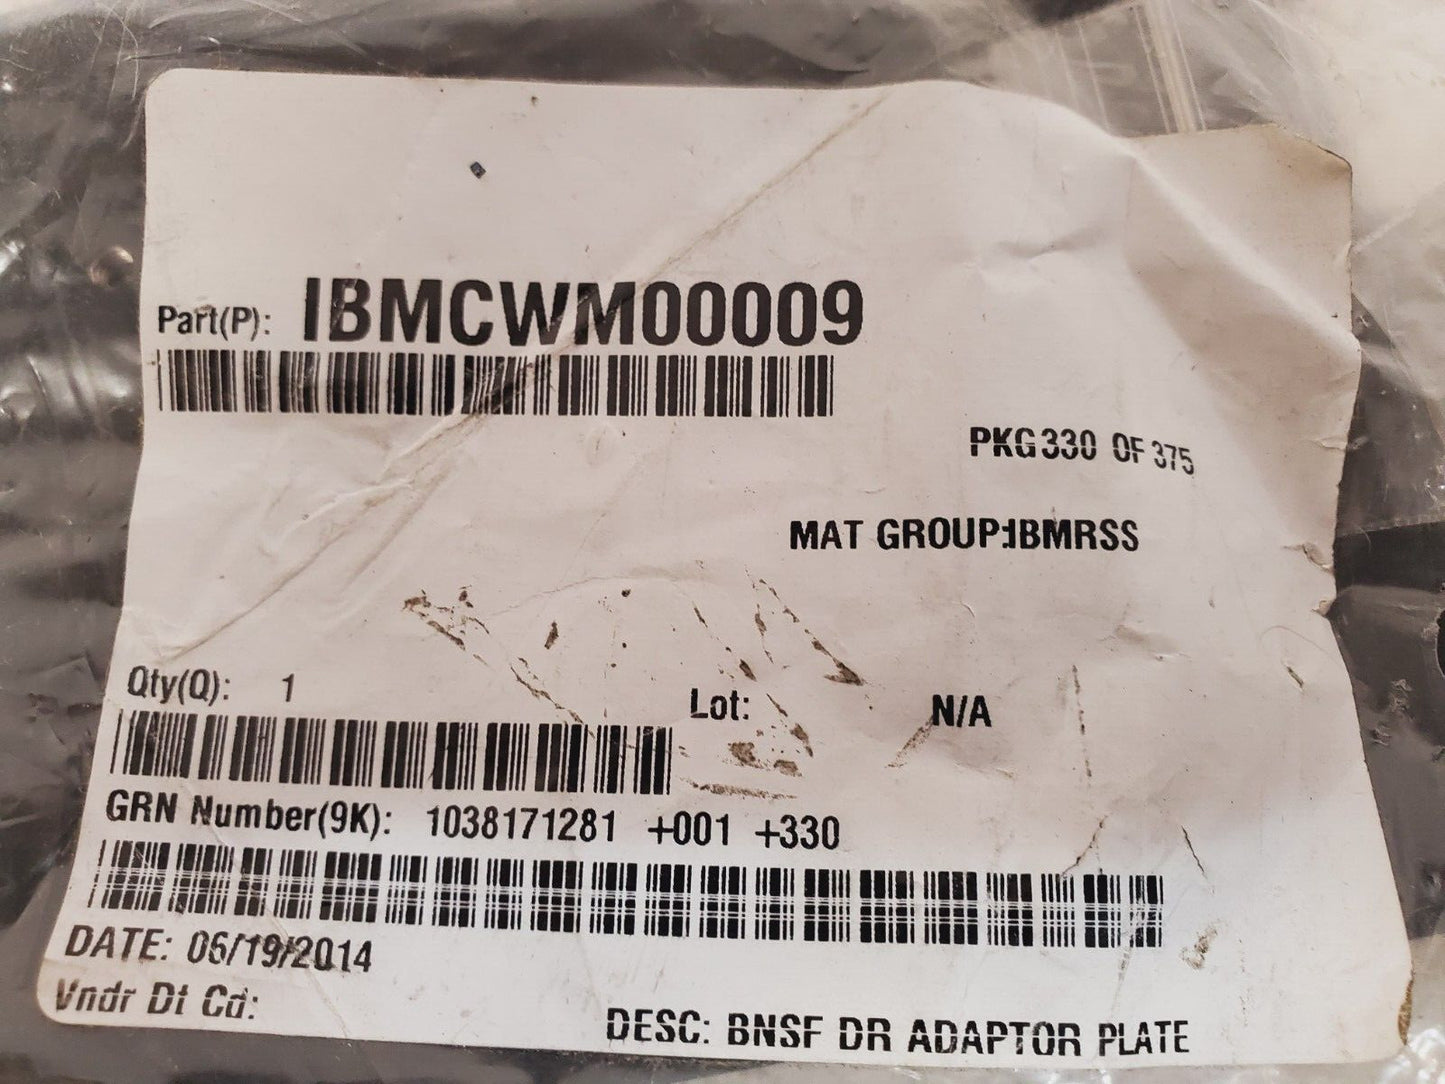 Part(P): IBMCWM00009
PKG 330 OF 375
MAT GROUP:IBMRSS
Qty(Q): 1
Lot: N/A
GRN Number(9K): 1038171281 +001 +330
DATE: 06/19/2014
Vndr Dt Cd:
DESC: BNSF DR ADAPTOR PLATE